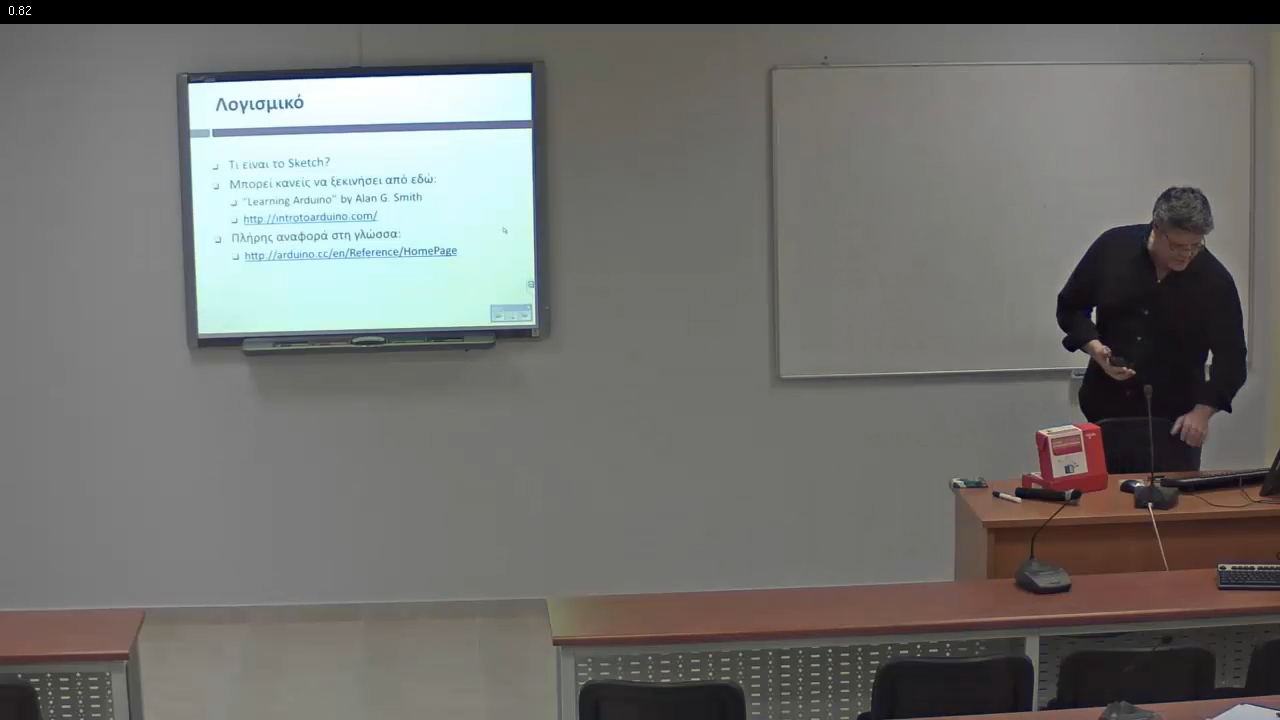 0.82
Λογισμικό
Τι είναι το Sketch?
Μπορεί κανείς να ξεκινήσει από εδώ:
"Learning Arduino" by Alan G. Smith
http://introtoarduino.com/
Πλήρης αναφορά στη γλώσσα:
http://arduino.cc/en/Reference/HomePage